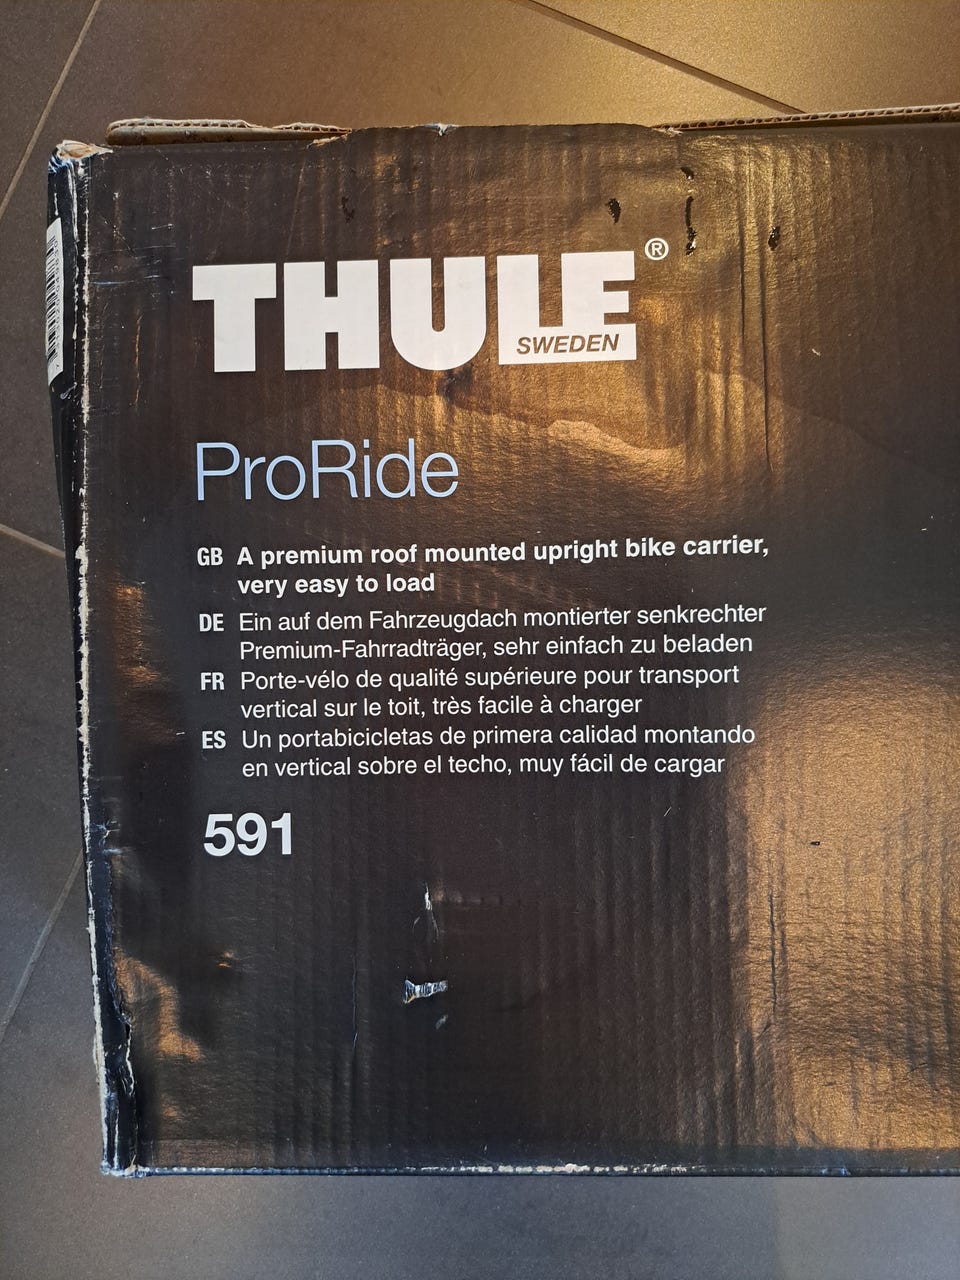 THULE®
SWEDEN
ProRide
GB A premium roof mounted upright bike carrier,
very easy to load
DE Ein auf dem Fahrzeugdach montierter senkrechter
Premium-Fahrradträger, sehr einfach zu beladen
FR Porte-vélo de qualité supérieure pour transport
vertical sur le toit, très facile à charger
ES Un portabicicletas de primera calidad montando
en vertical sobre el techo, muy fácil de cargar
591